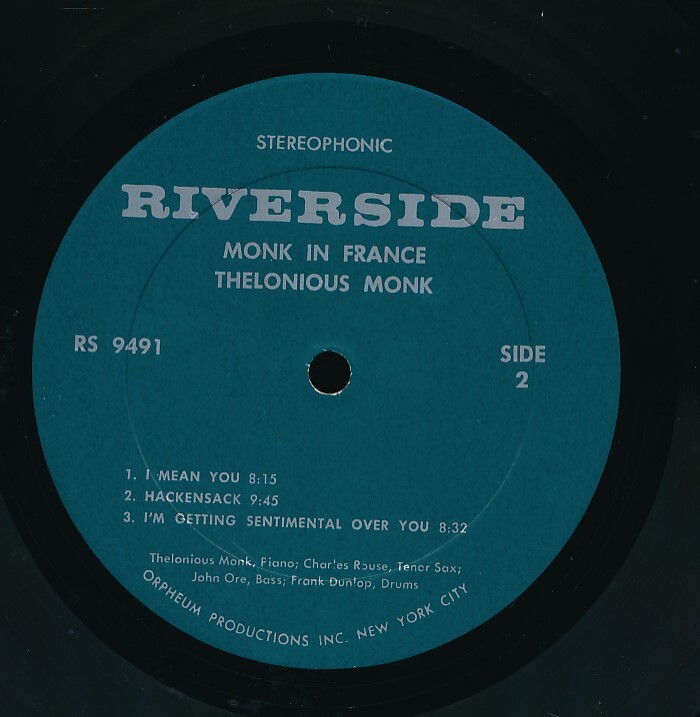 STEREOPHONIC
RIVERSIDE
MONK IN FRANCE
THELONIOUS MONK
RS 9491
SIDE
2
1. I MEAN YOU 8:15
2. HACKENSACK 9:45
3. I'M GETTING SENTIMENTAL OVER YOU 8:32
Thelonious Monk, Piano; Charles Rouse, Tenor Sax;
John Ore, Bass; Frank Dunlop, Drums
ORPHEUM PRODUCTIONS INC. NEW YORK CITY